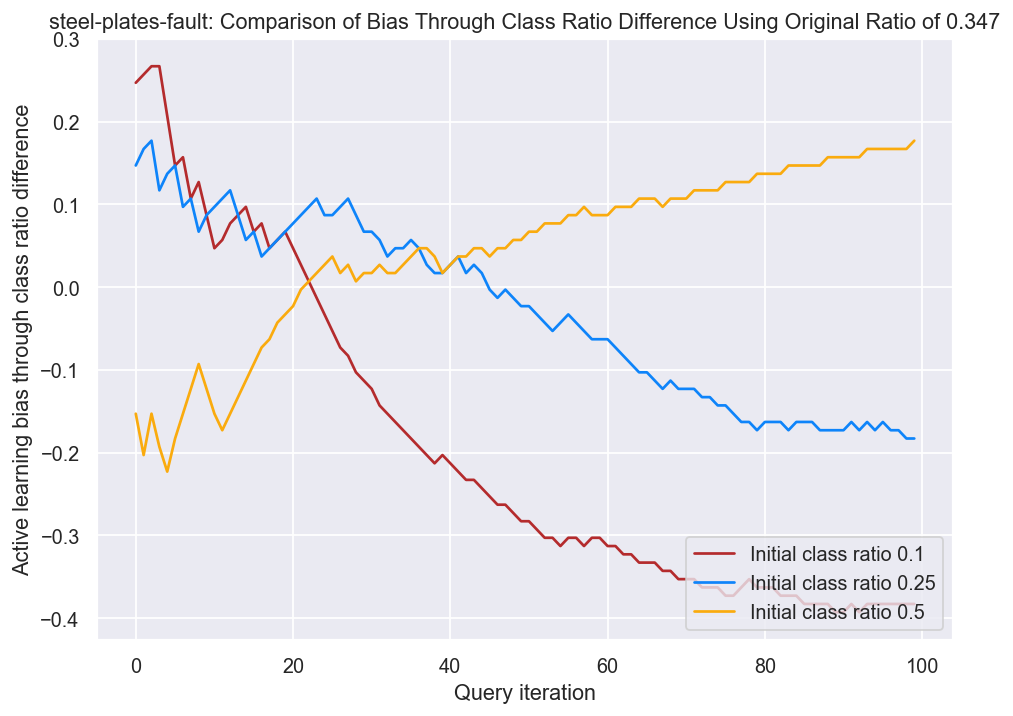 steel-plates-fault: Comparison of Bias Through Class Ratio Difference Using Original Ratio of 0.347
Active learning bias through class ratio difference
0.3
0.2
0.1
0.0
−0.1
−0.2
−0.3
−0.4
Initial class ratio 0.1
Initial class ratio 0.25
Initial class ratio 0.5
0 20 40 60 80 100
Query iteration